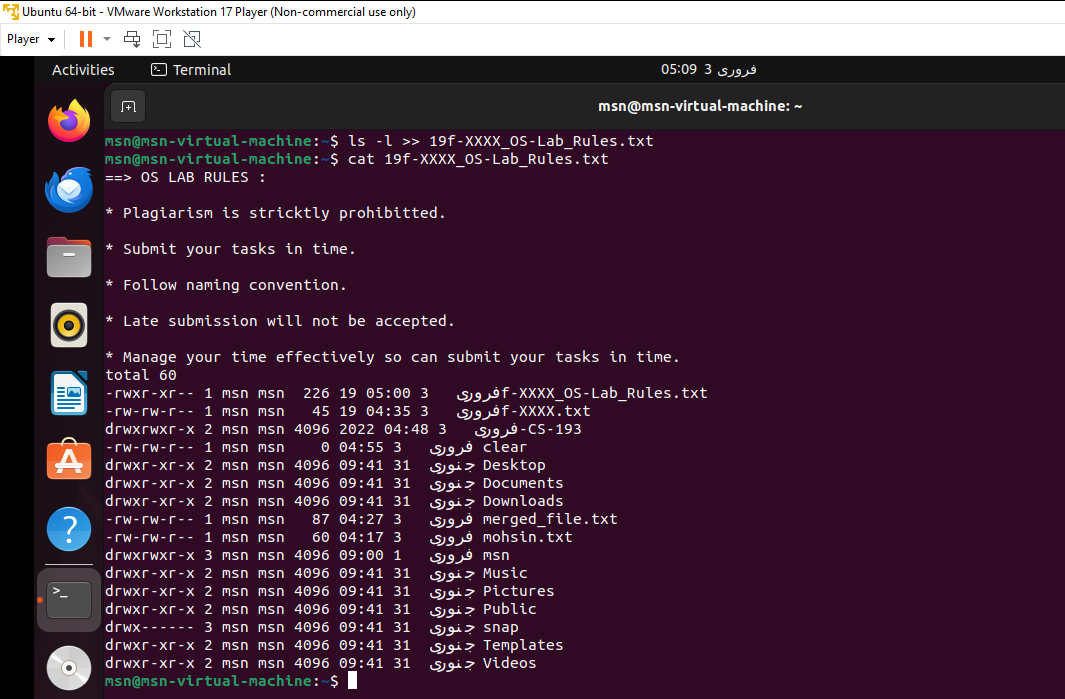 Ubuntu 64-bit - VMware Workstation 17 Player (Non-commercial use only)
Player
Activities
Terminal
05:09 3 فروری
msn@msn-virtual-machine: ~
msn@msn-virtual-machine:~$ ls -l >> 19f-XXXX_OS-Lab_Rules.txt
msn@msn-virtual-machine:~$ cat 19f-XXXX_OS-Lab_Rules.txt
==> OS LAB RULES :
* Plagiarism is stricktly prohibitted.
* Submit your tasks in time.
* Follow naming convention.
* Late submission will not be accepted.
* Manage your time effectively so can submit your tasks in time.
total 60
-rwxr-xr-- 1 msn msn  226 19 05:00 3   فروریf-XXXX_OS-Lab_Rules.txt
-rw-rw-r-- 1 msn msn   45 19 04:35 3   فروریf-XXXX.txt
drwxrwxr-x 2 msn msn 4096 2022 04:48 3   فروری-CS-193
-rw-rw-r-- 1 msn msn    0 04:55 3   فروری clear
drwxr-xr-x 2 msn msn 4096 09:41 31  جنوری Desktop
drwxr-xr-x 2 msn msn 4096 09:41 31  جنوری Documents
drwxr-xr-x 2 msn msn 4096 09:41 31  جنوری Downloads
-rw-rw-r-- 1 msn msn   87 04:27 3   فروری merged_file.txt
-rw-rw-r-- 1 msn msn   60 04:17 3   فروری mohsin.txt
drwxrwxr-x 3 msn msn 4096 09:00 1   فروری msn
drwxr-xr-x 2 msn msn 4096 09:41 31  جنوری Music
drwxr-xr-x 2 msn msn 4096 09:41 31  جنوری Pictures
drwxr-xr-x 2 msn msn 4096 09:41 31  جنوری Public
drwx------ 3 msn msn 4096 09:41 31  جنوری snap
drwxr-xr-x 2 msn msn 4096 09:41 31  جنوری Templates
drwxr-xr-x 2 msn msn 4096 09:41 31  جنوری Videos
msn@msn-virtual-machine:~$